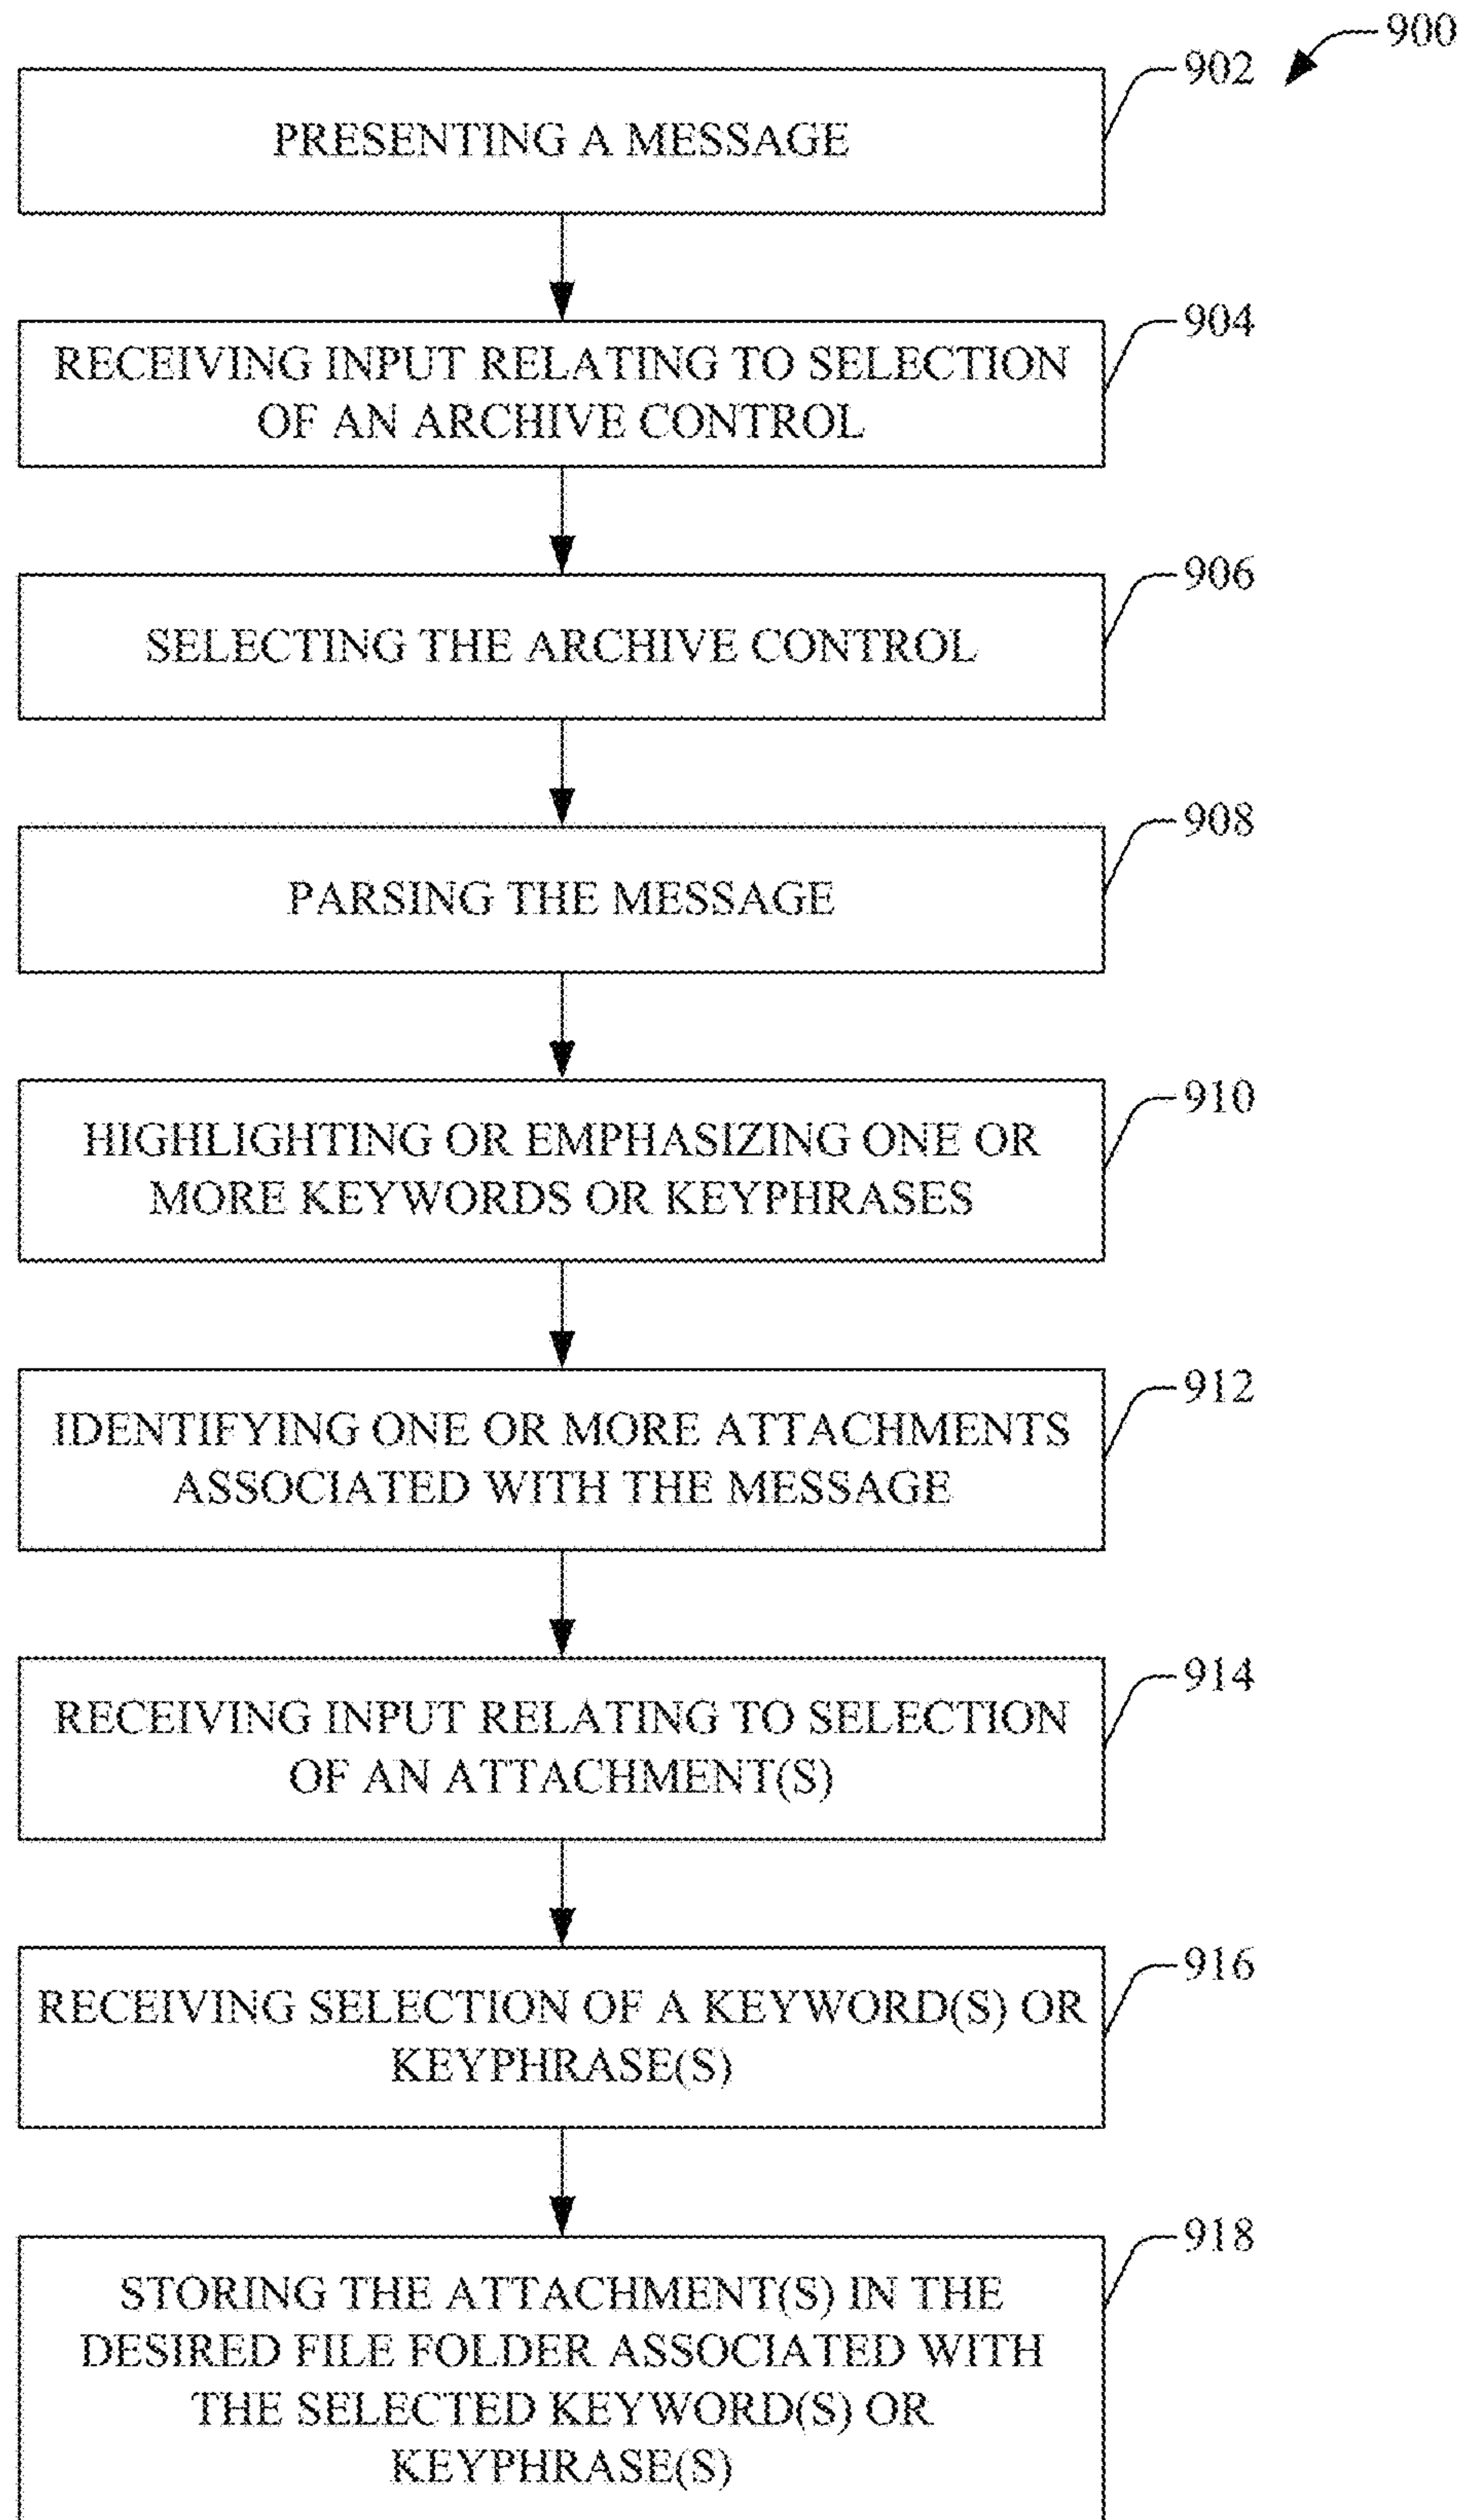 900
902
PRESENTING A MESSAGE
904
RECEIVING INPUT RELATING TO SELECTION
OF AN ARCHIVE CONTROL
906
SELECTING THE ARCHIVE CONTROL
908
PARSING THE MESSAGE
910
HIGHLIGHTING OR EMPHASIZING ONE OR
MORE KEYWORDS OR KEYPHRASES
912
IDENTIFYING ONE OR MORE ATTACHMENTS
ASSOCIATED WITH THE MESSAGE
914
RECEIVING INPUT RELATING TO SELECTION
OF AN ATTACHMENT(S)
916
RECEIVING SELECTION OF A KEYWORD(S) OR
KEYPHRASE(S)
918
STORING THE ATTACHMENT(S) IN THE
DESIRED FILE FOLDER ASSOCIATED WITH
THE SELECTED KEYWORD(S) OR
KEYPHRASE(S)